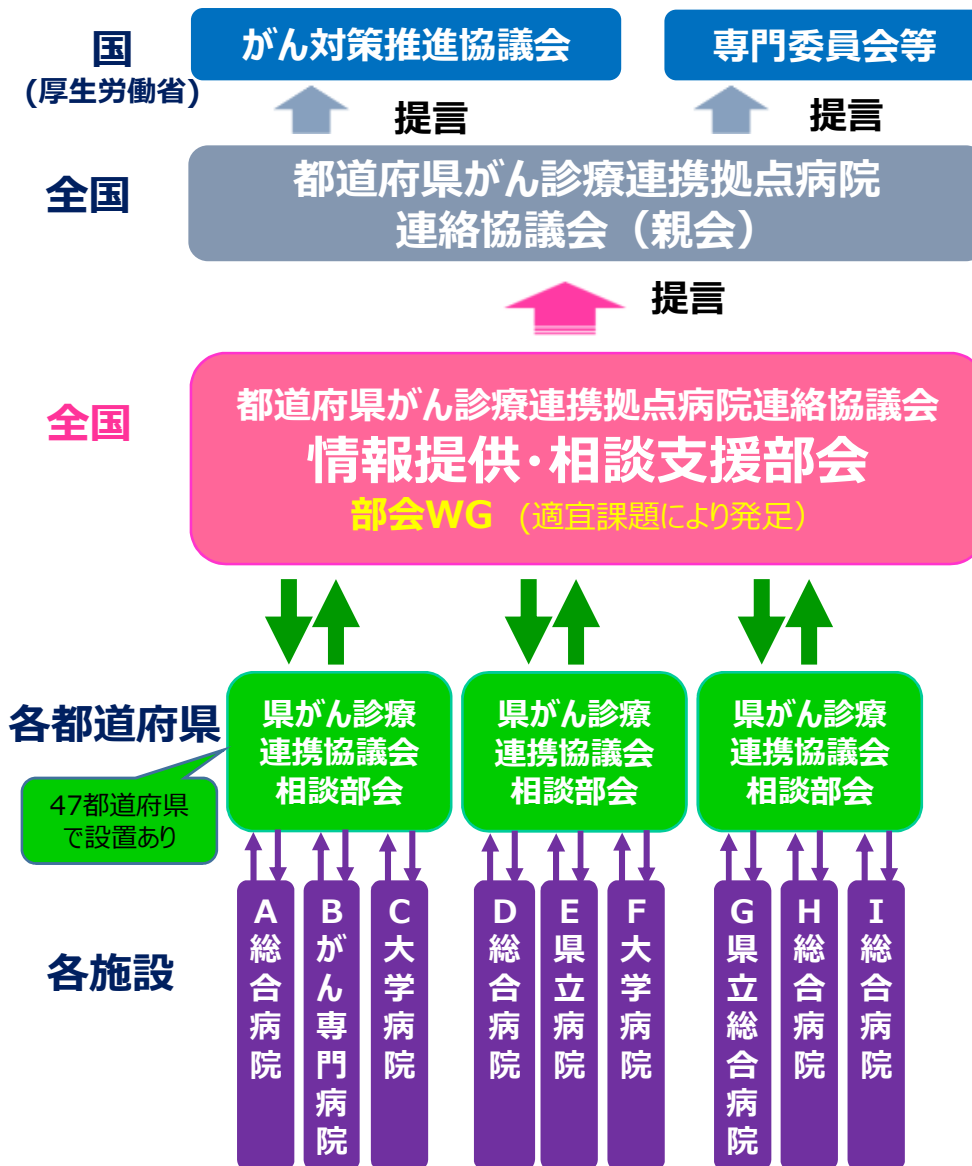 国
(厚生労働省)
がん対策推進協議会
専門委員会等
提言
提言
全国
都道府県がん診療連携拠点病院
連絡協議会（親会）
提言
全国
都道府県がん診療連携拠点病院連絡協議会
情報提供・相談支援部会
部会WG （適宜課題により発足）
各都道府県
47都道府県
で設置あり
県がん診療
連携協議会
相談部会
県がん診療
連携協議会
相談部会
県がん診療
連携協議会
相談部会
各施設
A総合病院
Bがん専門病院
C大学病院
D総合病院
E県立病院
F大学病院
G県立総合病院
H総合病院
I総合病院